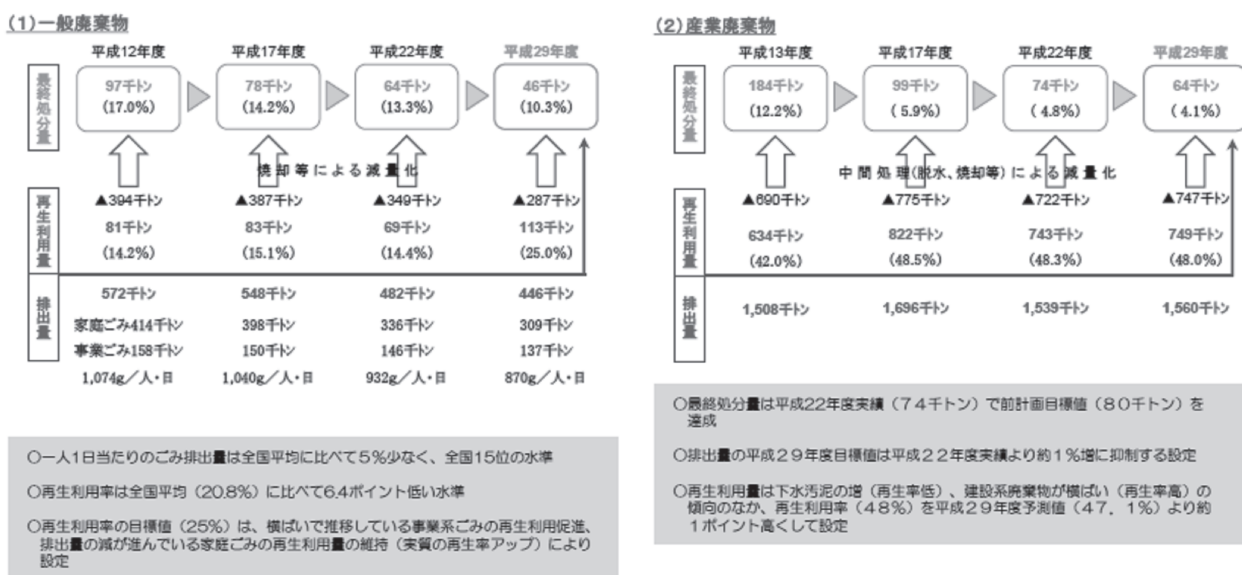 (1)一般廃棄物
平成12年度 平成17年度 平成22年度 平成29年度
最終処分量
97千トン 78千トン 64千トン 46千トン
(17.0%) (14.2%) (13.3%) (10.3%)
焼却等による減量化
▲394千トン ▲387千トン ▲349千トン ▲287千トン
再生利用量
81千トン 83千トン 69千トン 113千トン
(14.2%) (15.1%) (14.4%) (25.0%)
排出量
572千トン 548千トン 482千トン 446千トン
家庭ごみ414千トン 398千トン 336千トン 309千トン
事業ごみ158千トン 150千トン 146千トン 137千トン
1,074g／人・日 1,040g／人・日 932g／人・日 870g／人・日
○一人1日当たりのごみ排出量は全国平均に比べて5％少なく、全国15位の水準
○再生利用率は全国平均（20.8%）に比べて6.4ポイント低い水準
○再生利用率の目標値（25%）は、横ばいで推移している事業系ごみの再生利用促進、
排出量の減が進んでいる家庭ごみの再生利用量の維持（実質の再生率アップ）により
設定
(2)産業廃棄物
平成13年度 平成17年度 平成22年度 平成29年度
最終処分量
184千トン 99千トン 74千トン 64千トン
(12.2%) ( 5.9%) ( 4.8%) ( 4.1%)
中間処理(脱水、焼却等)による減量化
▲690千トン ▲775千トン ▲722千トン ▲747千トン
再生利用量
634千トン 822千トン 743千トン 749千トン
(42.0%) (48.5%) (48.3%) (48.0%)
排出量
1,508千トン 1,696千トン 1,539千トン 1,560千トン
○最終処分量は平成22年度実績（７４千トン）で前計画目標値（８０千トン）を
達成
○排出量の平成２９年度目標値は平成２２年度実績より約１％増に抑制する設定
○再生利用量は下水汚泥の増（再生率低）、建設系廃棄物が横ばい（再生率高）の
傾向のなか、再生利用率（48％）を平成２９年度予測値（４７．１％）より約
１ポイント高くして設定